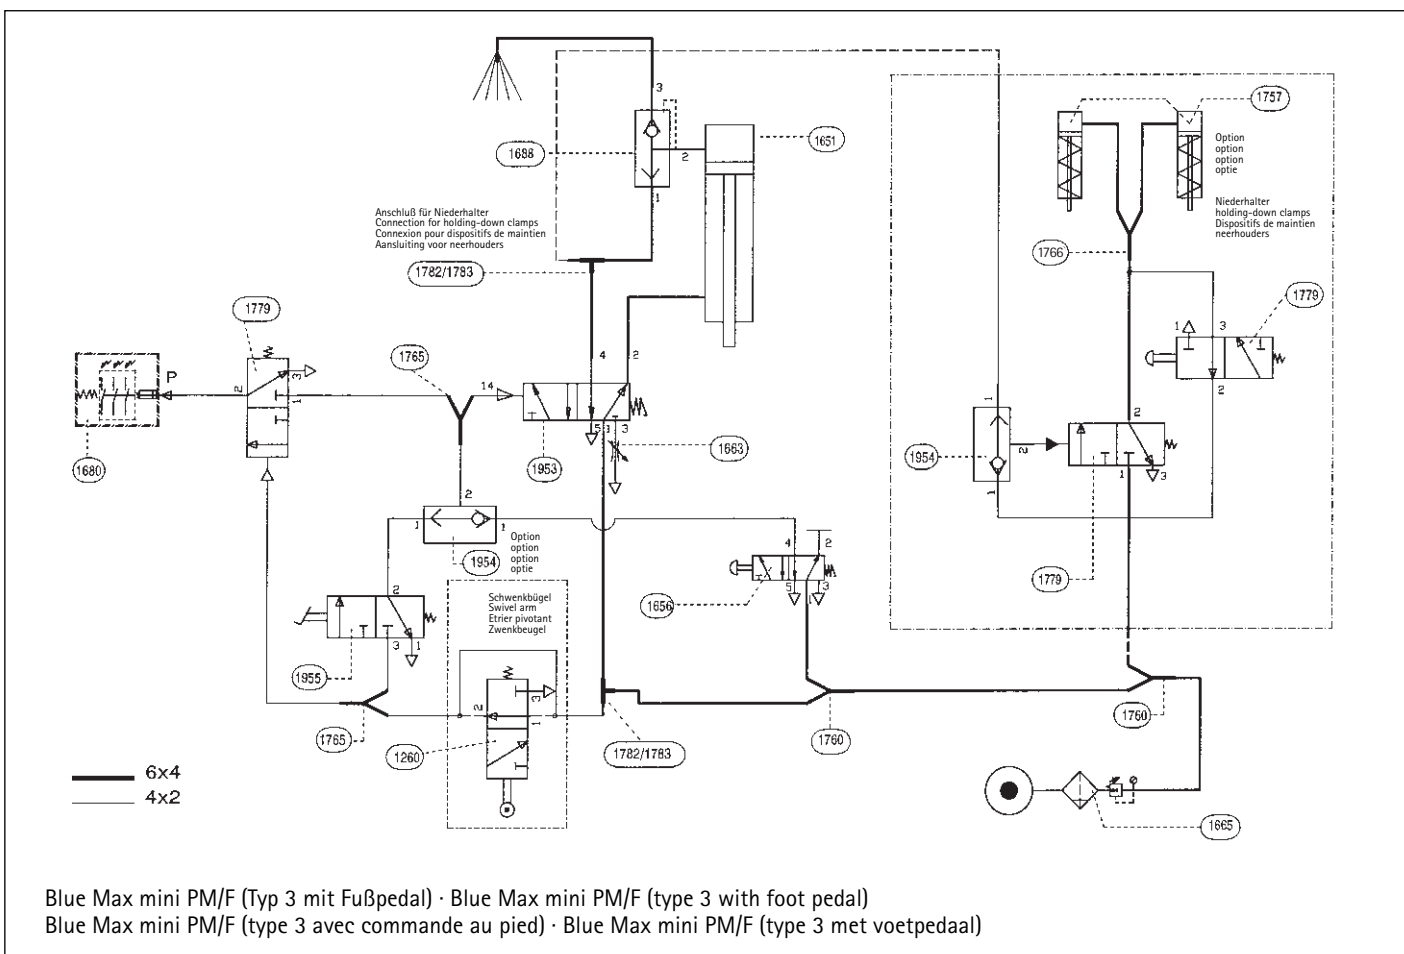 3
1757
1688
2
1651
Option
option
option
optie
1
Anschluß für Niederhalter
Connection for holding-down clamps
Connexion pour dispositifs de maintien
Aansluiting voor neerhouders
Niederhalter
holding-down clamps
Dispositifs de maintien
neerhouders
1766
1782/1783
1779
1779
1 3
2
1765
4 2
P
2 3 1
14
1
5 1 3
1680
1953
1663
1954
2
1
2
1 3
2
1 1
1954
Option
option
option
optie
4 2
5 1 3
1656
1779
Schwenkbügel
Swivel arm
Etrier pivotant
Zwenkbeugel
2
3 1
1955
2 3 1
1765
1260
1782/1783
1760
1760
6x4
4x2
1665
Blue Max mini PM/F (Typ 3 mit Fußpedal) · Blue Max mini PM/F (type 3 with foot pedal)
Blue Max mini PM/F (type 3 avec commande au pied) · Blue Max mini PM/F (type 3 met voetpedaal)